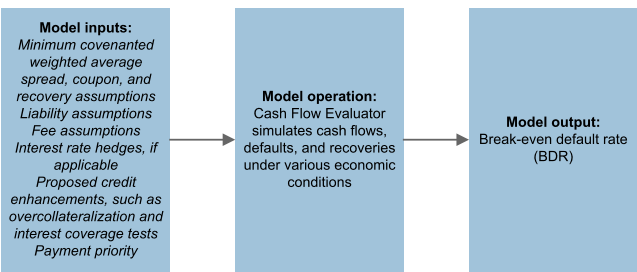 Model inputs:
Minimum covenanted
weighted average
spread, coupon, and
recovery assumptions
Liability assumptions
Fee assumptions
Interest rate hedges, if
applicable
Proposed credit
enhancements, such as
overcollateralization and
interest coverage tests
Payment priority
Model operation:
Cash Flow Evaluator
simulates cash flows,
defaults, and recoveries
under various economic
conditions
Model output:
Break-even default rate
(BDR)